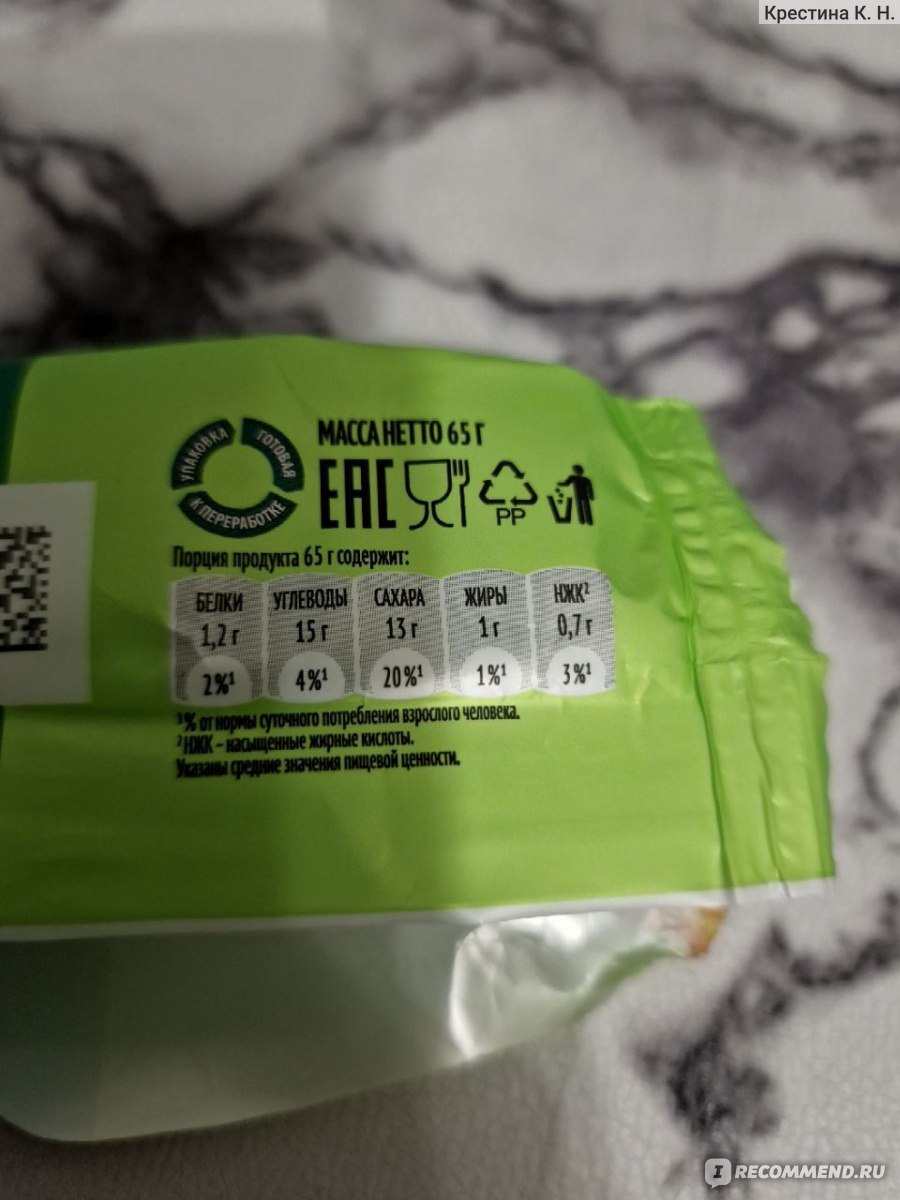 Крестина К. Н.
МАССА НЕТТО 65 Г
УПАКОВКА ГОТОВАЯ К ПЕРЕРАБОТКЕ
ЕАС
PP
Порция продукта 65 г содержит:
БЕЛКИ УГЛЕВОДЫ САХАРА ЖИРЫ НЖК²
1,2 г 15 г 13 г 1 г 0,7 г
2%¹ 4%¹ 20%¹ 1%¹ 3%¹
¹% от нормы суточного потребления взрослого человека.
²НЖК – насыщенные жирные кислоты.
Указаны средние значения пищевой ценности.
IRECOMMEND.RU